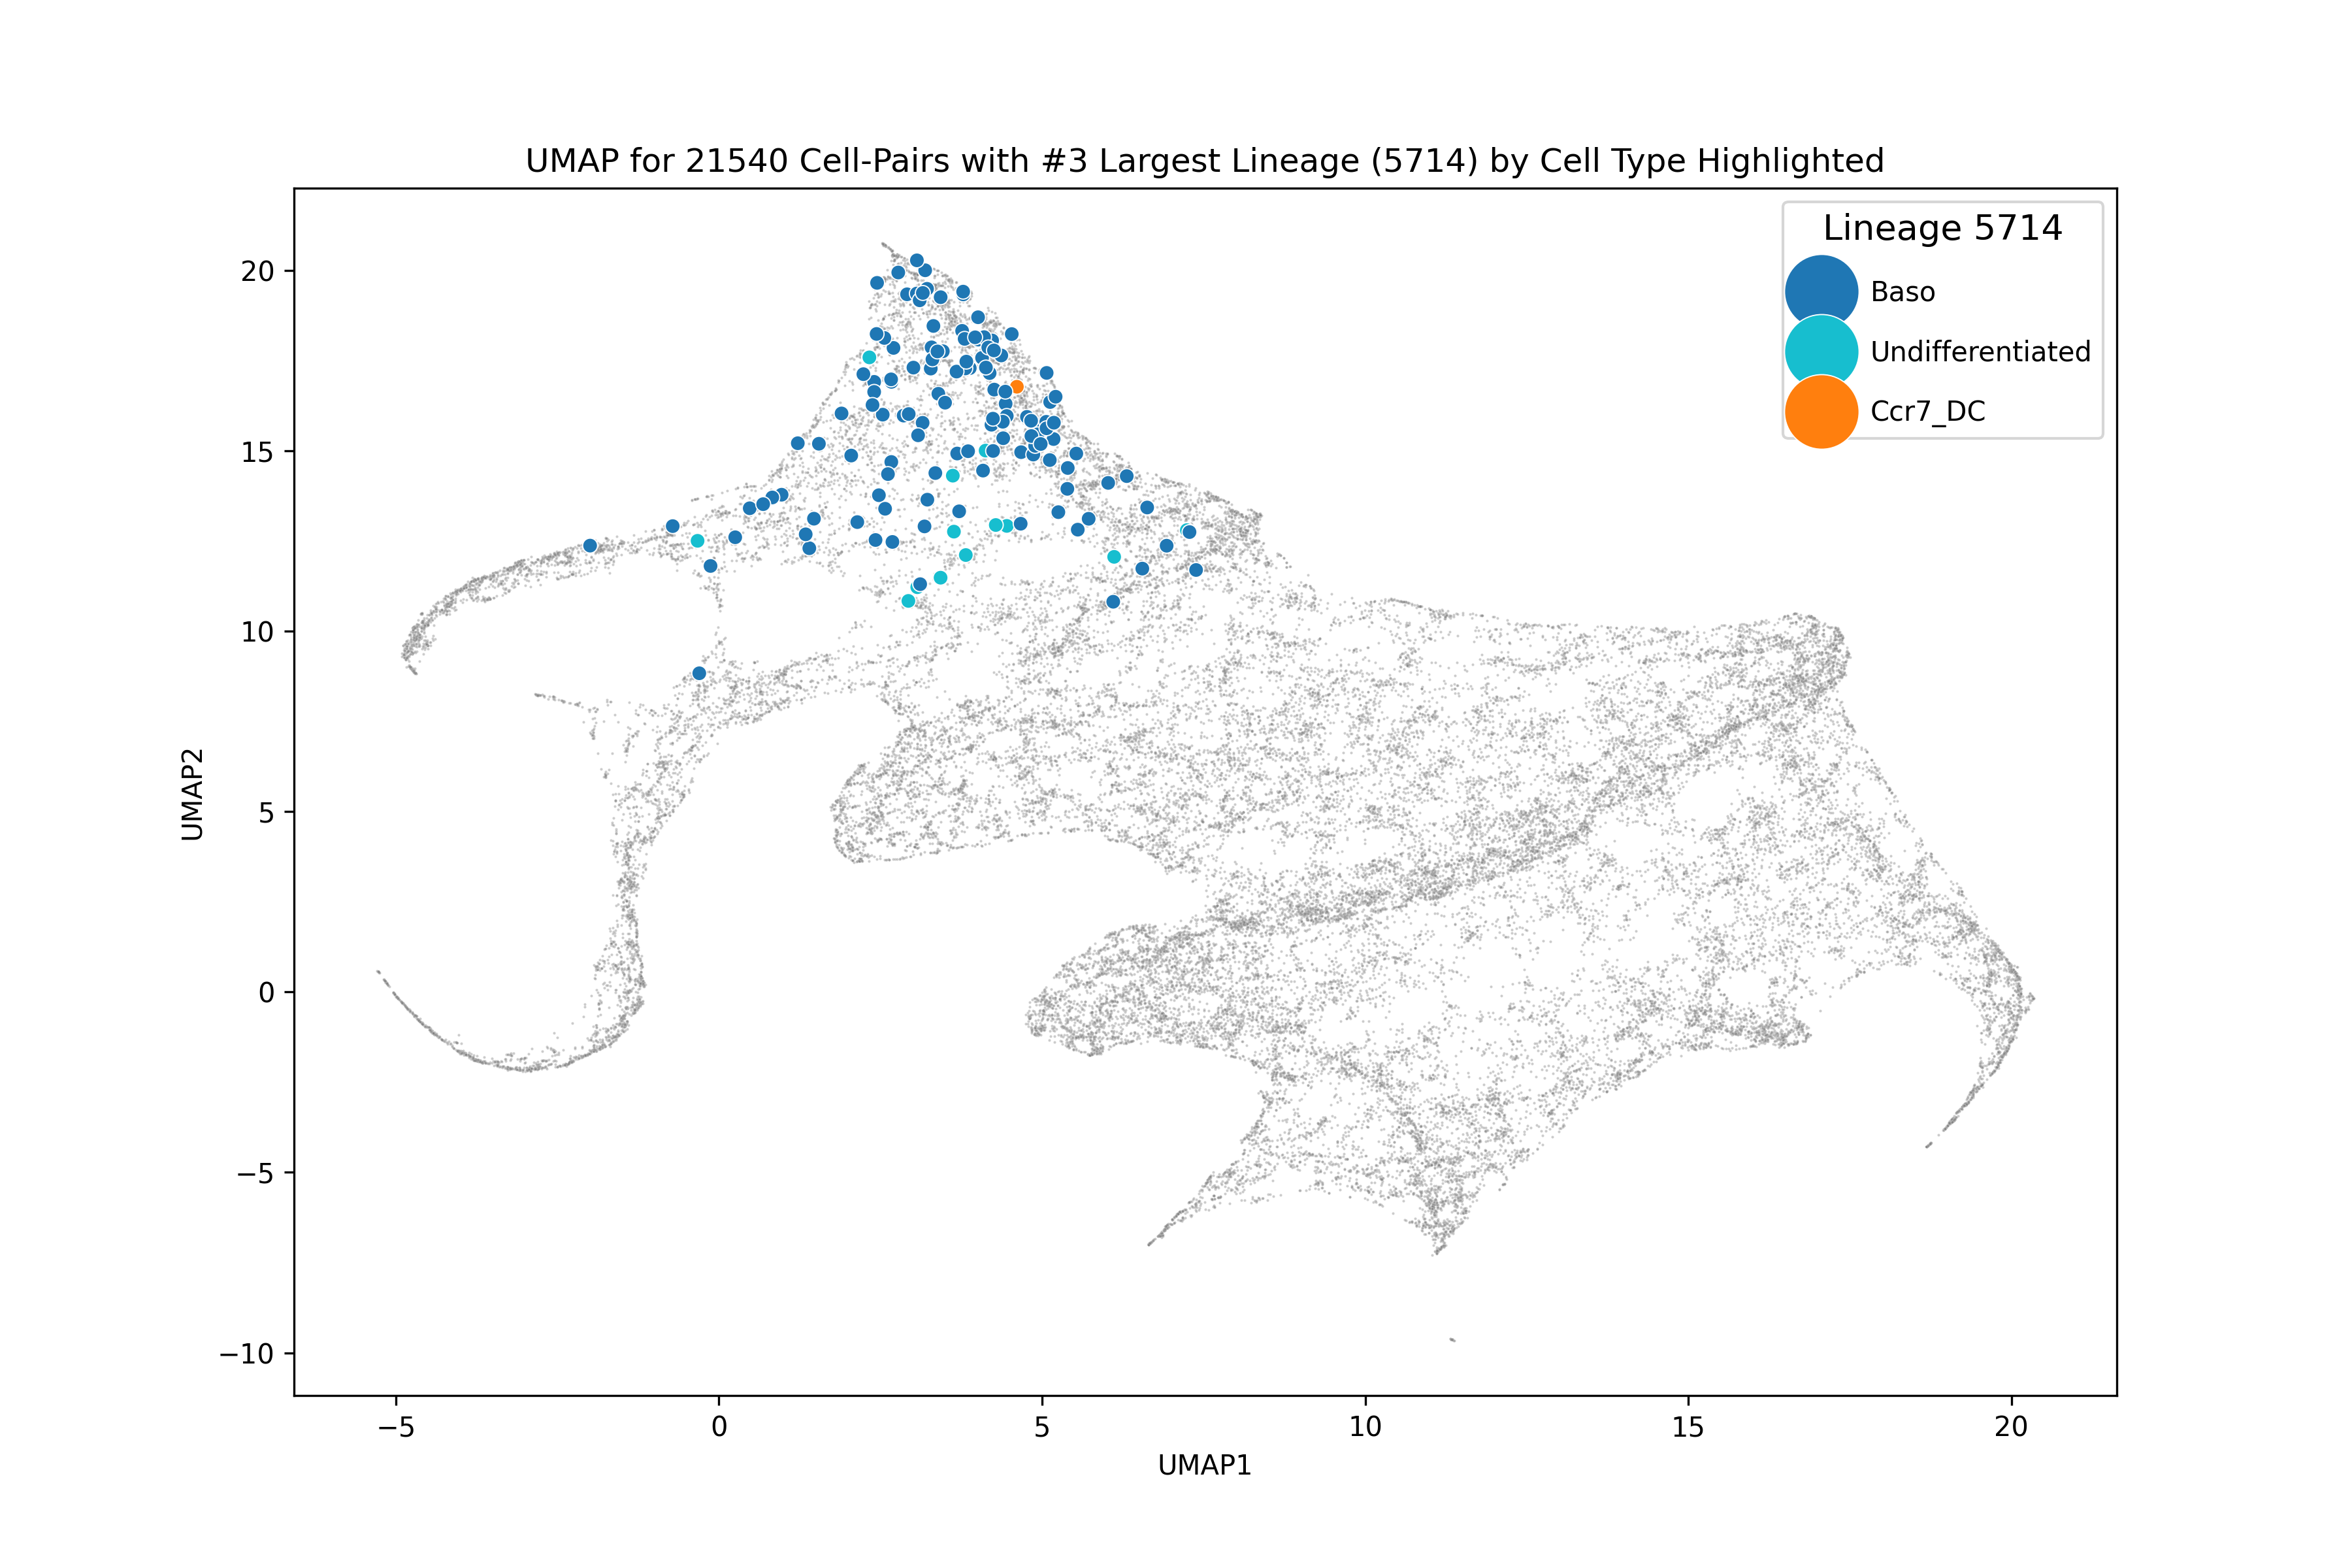 UMAP for 21540 Cell-Pairs with #3 Largest Lineage (5714) by Cell Type Highlighted
Lineage 5714
Baso
Undifferentiated
Ccr7_DC
20
15
10
5
0
−5
−10
UMAP2
−5
0
5
10
15
20
UMAP1